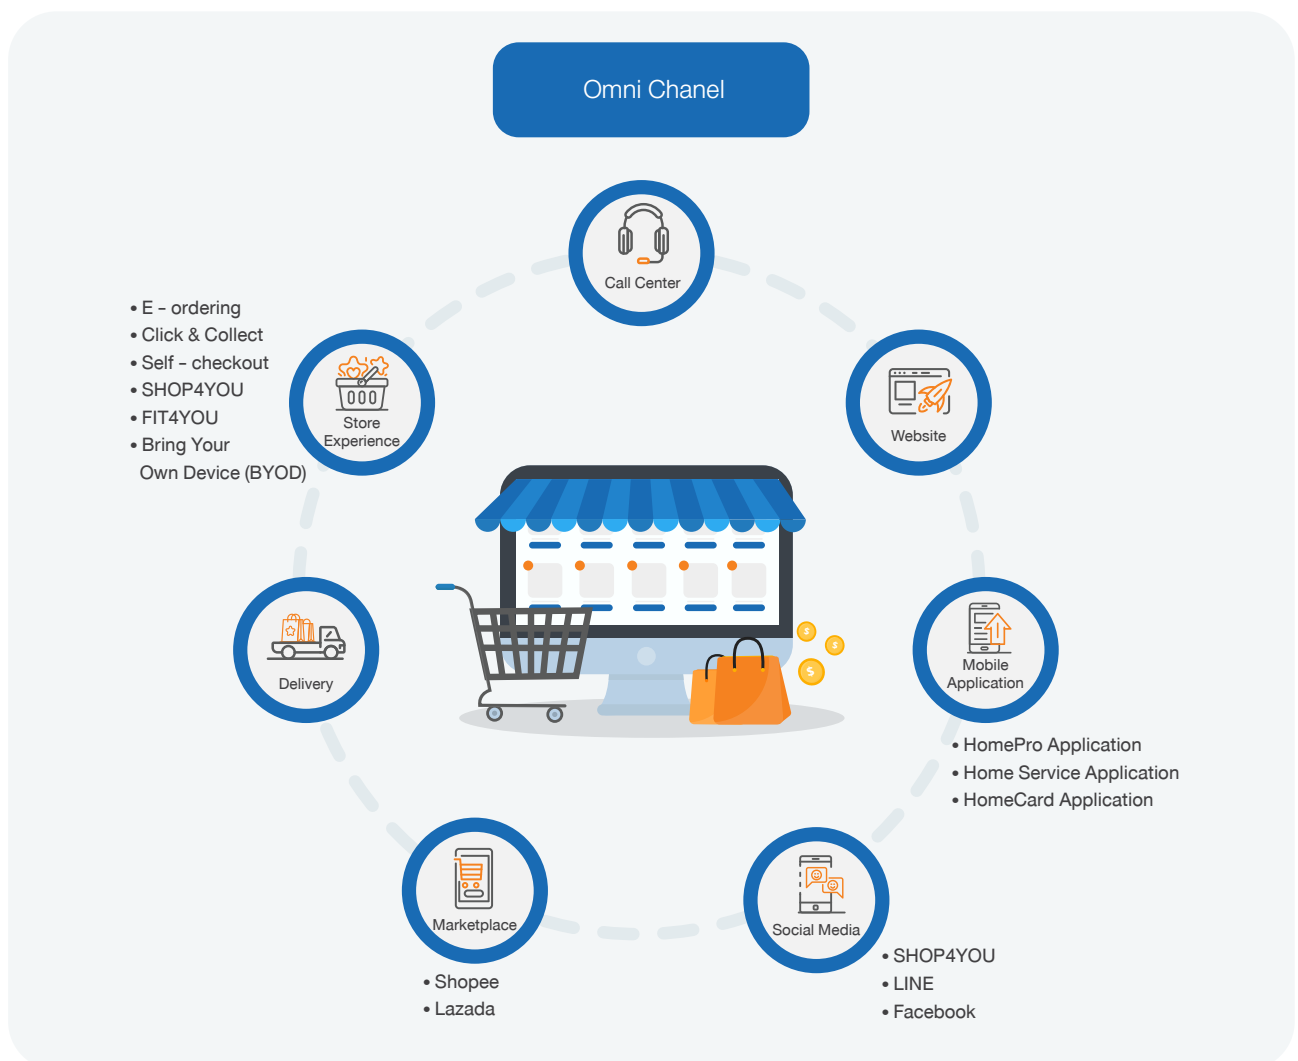 Omni Chanel
Call Center
• E - ordering
• Click & Collect
• Self - checkout
• SHOP4YOU
• FIT4YOU
• Bring Your
Own Device (BYOD)
Store
Experience
Website
Delivery
Mobile
Application
• HomePro Application
• Home Service Application
• HomeCard Application
Marketplace
• Shopee
• Lazada
Social Media
• SHOP4YOU
• LINE
• Facebook